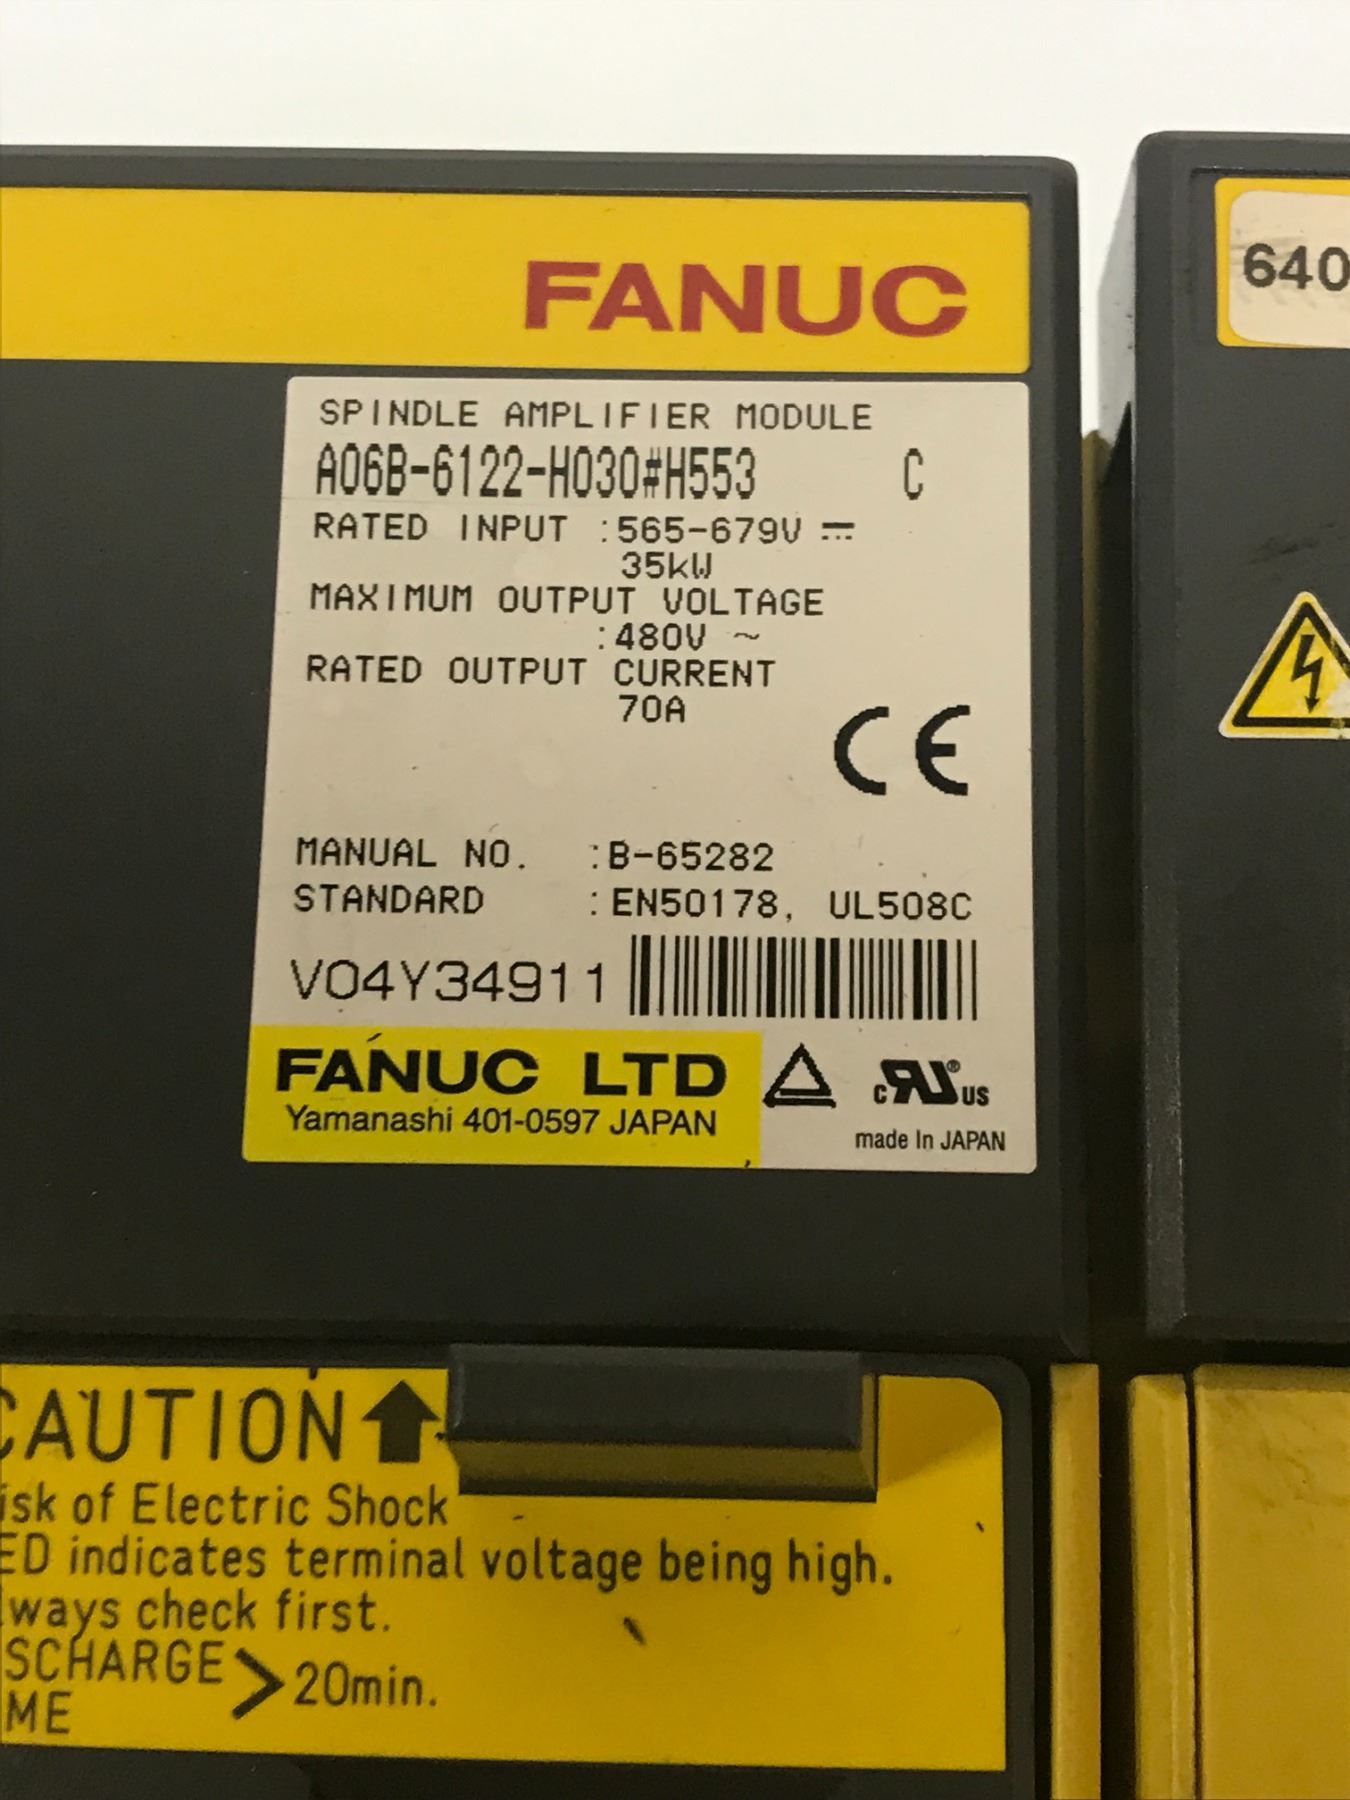 FANUC
640
SPINDLE AMPLIFIER MODULE
A06B-6122-H030#H553 C
RATED INPUT :565-679V ⎓
35kW
MAXIMUM OUTPUT VOLTAGE
:480V ~
RATED OUTPUT CURRENT
70A
CE
MANUAL NO. :B-65282
STANDARD :EN50178, UL508C
V04Y34911
FANUC LTD
Yamanashi 401-0597 JAPAN
c RU ® US
made In JAPAN
CAUTION
isk of Electric Shock
ED indicates terminal voltage being high.
lways check first.
SCHARGE
ME
> 20min.